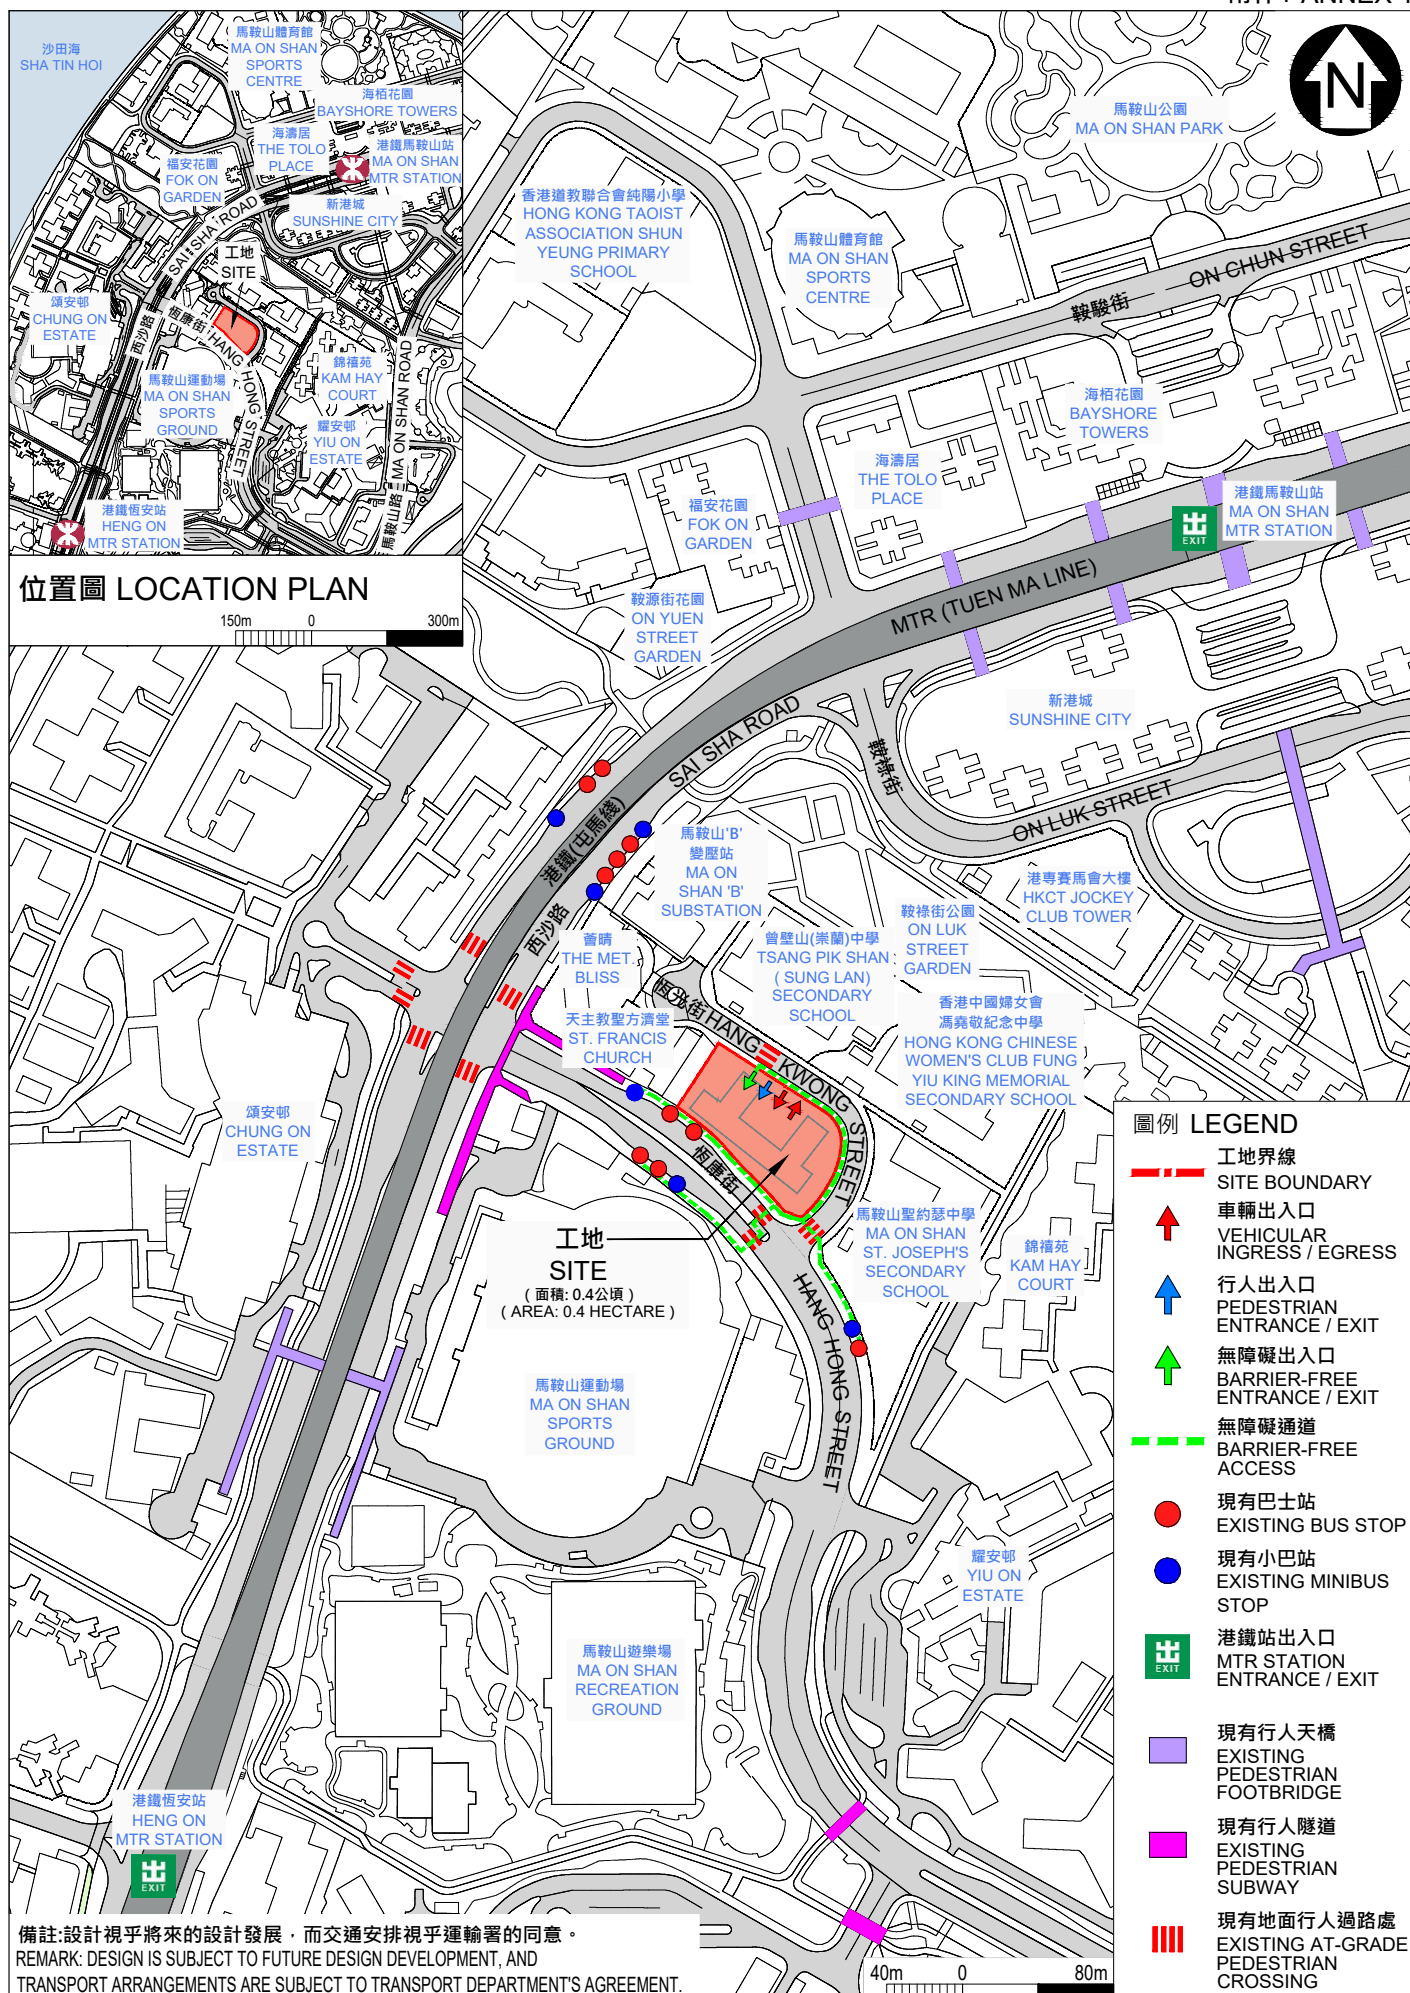 ANNEX
沙田海
SHA TIN HOI
馬鞍山體育館
MA ON SHAN
SPORTS
CENTRE
海栢花園
BAYSHORE TOWERS
海濤居
THE TOLO
PLACE
港鐵馬鞍山站
MA ON SHAN
MTR STATION
福安花園
FOK ON
GARDEN
新港城
SUNSHINE CITY
SAI SHA ROAD
工地
SITE
頌安邨
CHUNG ON
ESTATE
西沙路
恆康街 HANG HONG STREET
馬鞍山運動場
MA ON SHAN
SPORTS
GROUND
錦禧苑
KAM HAY
COURT
耀安邨
YIU ON
ESTATE
馬鞍山路 MA ON SHAN ROAD
港鐵恆安站
HENG ON
MTR STATION
位置圖 LOCATION PLAN
150m 0 300m
N
馬鞍山公園
MA ON SHAN PARK
香港道教聯合會純陽小學
HONG KONG TAOIST
ASSOCIATION SHUN
YEUNG PRIMARY
SCHOOL
馬鞍山體育館
MA ON SHAN
SPORTS
CENTRE
鞍駿街 ON CHUN STREET
海栢花園
BAYSHORE
TOWERS
海濤居
THE TOLO
PLACE
福安花園
FOK ON
GARDEN
港鐵馬鞍山站
MA ON SHAN
MTR STATION
出
EXIT
鞍源街花園
ON YUEN
STREET
GARDEN
MTR (TUEN MA LINE)
新港城
SUNSHINE CITY
SAI SHA ROAD
鞍祿街
ON LUK STREET
港鐵(屯馬綫)
西沙路
馬鞍山'B'
變壓站
MA ON
SHAN 'B'
SUBSTATION
港專賽馬會大樓
HKCT JOCKEY
CLUB TOWER
鞍祿街公園
ON LUK
STREET
GARDEN
薈晴
THE MET.
BLISS
曾璧山(崇蘭)中學
TSANG PIK SHAN
( SUNG LAN)
SECONDARY
SCHOOL
香港中國婦女會
馮堯敬紀念中學
HONG KONG CHINESE
WOMEN'S CLUB FUNG
YIU KING MEMORIAL
SECONDARY SCHOOL
天主教聖方濟堂
ST. FRANCIS
CHURCH
恆光街 HANG KWONG STREET
頌安邨
CHUNG ON
ESTATE
恆康街
工地
SITE
( 面積: 0.4公頃 )
( AREA: 0.4 HECTARE )
馬鞍山聖約瑟中學
MA ON SHAN
ST. JOSEPH'S
SECONDARY
SCHOOL
錦禧苑
KAM HAY
COURT
HANG HONG STREET
馬鞍山運動場
MA ON SHAN
SPORTS
GROUND
耀安邨
YIU ON
ESTATE
馬鞍山遊樂場
MA ON SHAN
RECREATION
GROUND
港鐵恆安站
HENG ON
MTR STATION
出
EXIT
圖例 LEGEND
工地界線
SITE BOUNDARY
車輛出入口
VEHICULAR
INGRESS / EGRESS
行人出入口
PEDESTRIAN
ENTRANCE / EXIT
無障礙出入口
BARRIER-FREE
ENTRANCE / EXIT
無障礙通道
BARRIER-FREE
ACCESS
現有巴士站
EXISTING BUS STOP
現有小巴站
EXISTING MINIBUS
STOP
出
EXIT
港鐵站出入口
MTR STATION
ENTRANCE / EXIT
現有行人天橋
EXISTING
PEDESTRIAN
FOOTBRIDGE
現有行人隧道
EXISTING
PEDESTRIAN
SUBWAY
現有地面行人過路處
EXISTING AT-GRADE
PEDESTRIAN
CROSSING
備註:設計視乎將來的設計發展，而交通安排視乎運輸署的同意。
REMARK: DESIGN IS SUBJECT TO FUTURE DESIGN DEVELOPMENT, AND
TRANSPORT ARRANGEMENTS ARE SUBJECT TO TRANSPORT DEPARTMENT'S AGREEMENT.
40m 0 80m